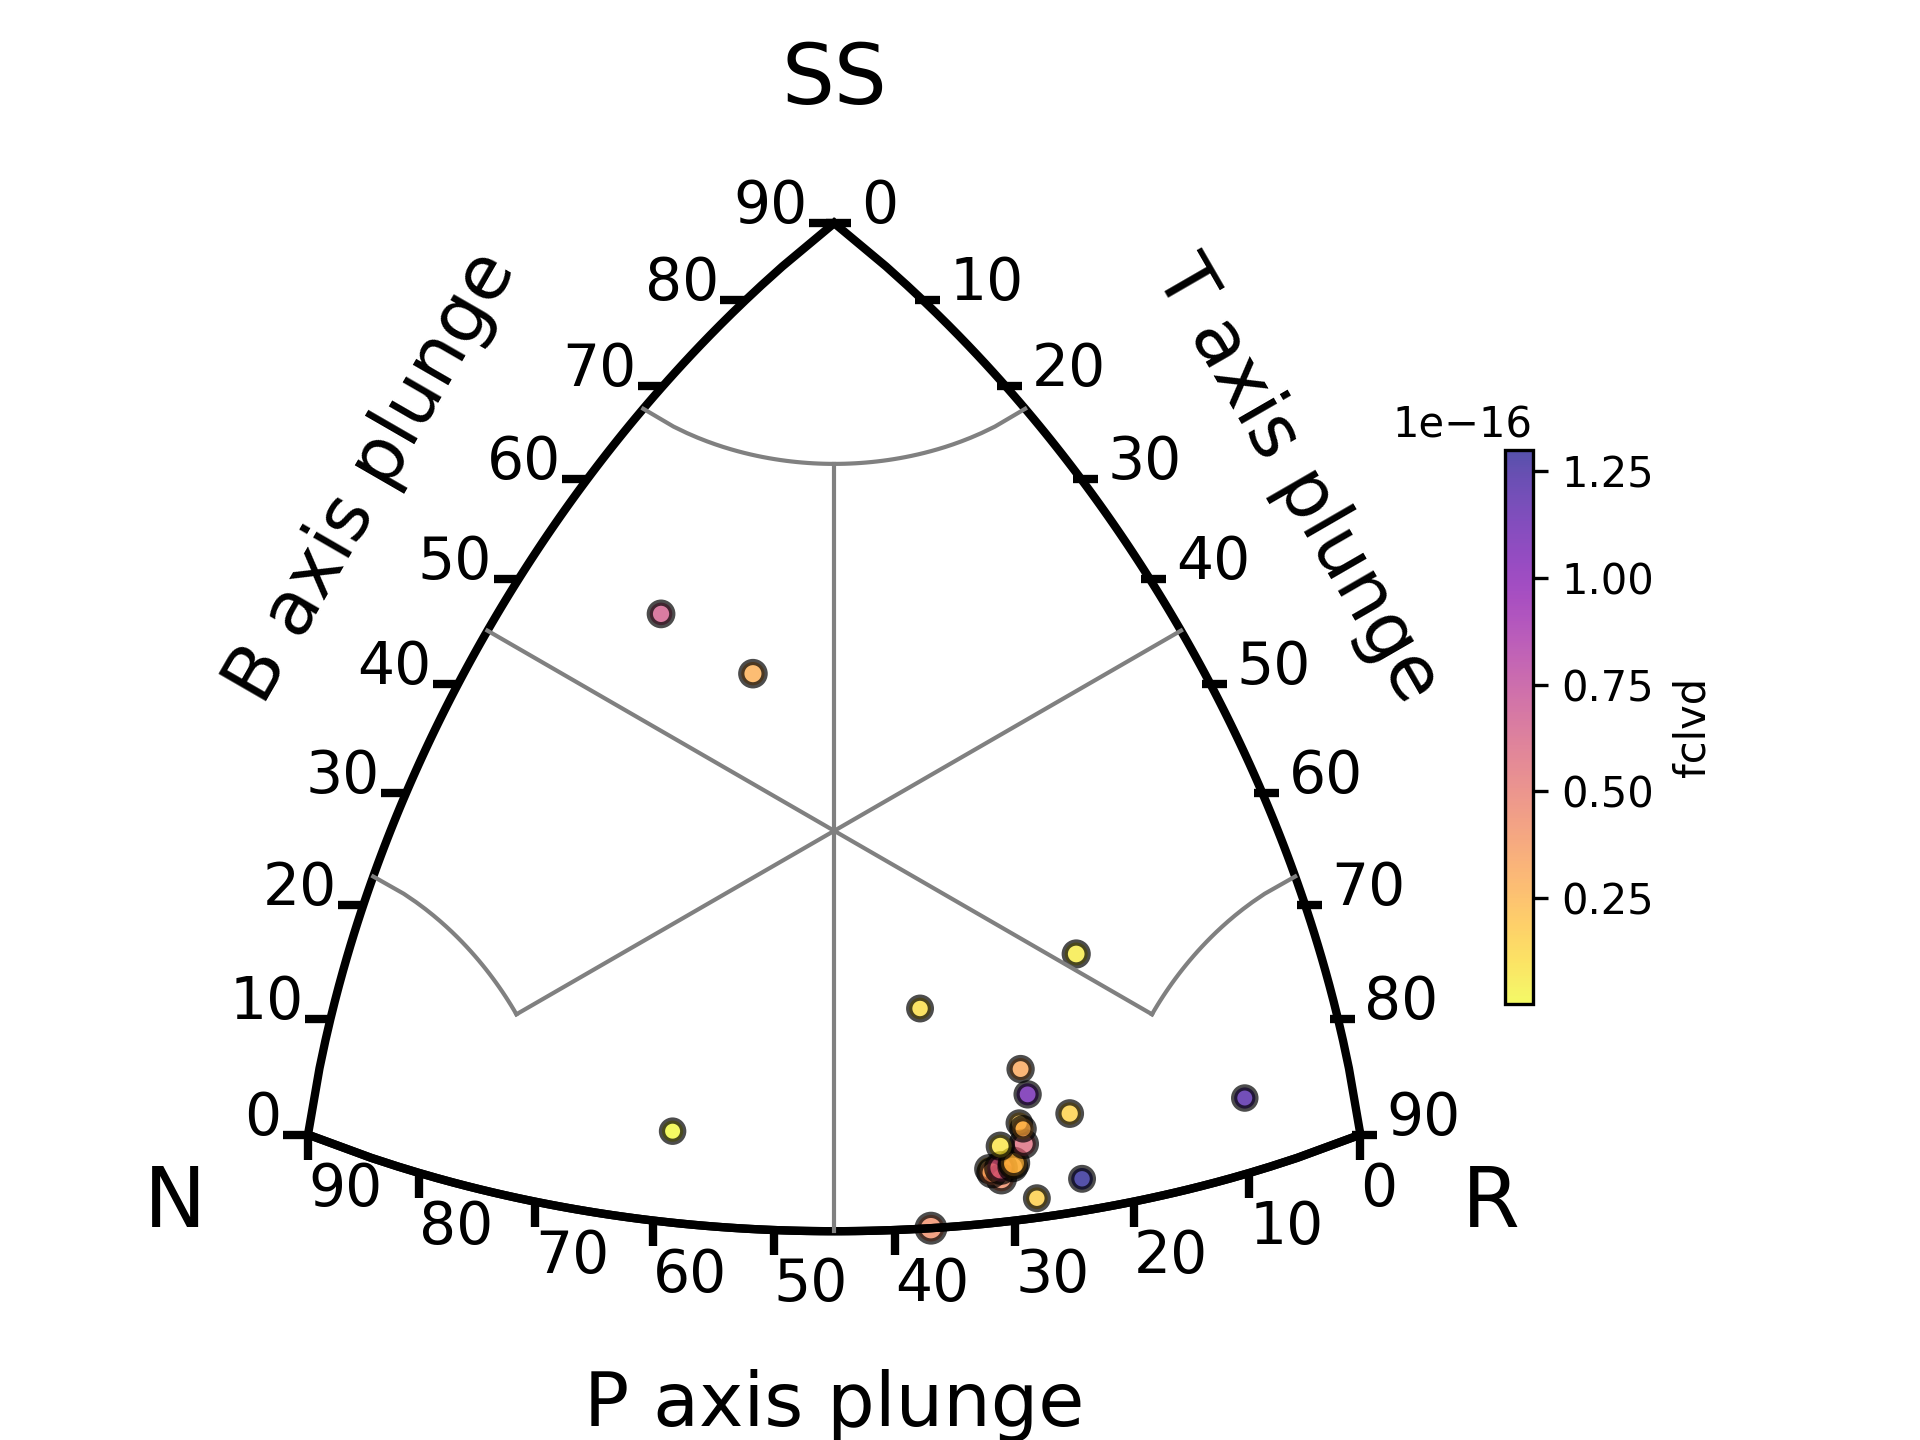 SS
90 0
80 10
70 20
60 30
50 40
40 50
30 60
20 70
10 80
0 90
B axis plunge
T axis plunge
N R
90 80 70 60 50 40 30 20 10 0
P axis plunge
1e−16
1.25
1.00
0.75
0.50
0.25
fclvd